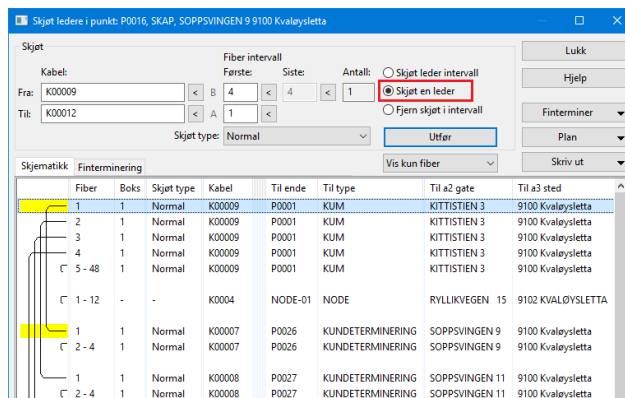 Skjøt ledere i punkt: P0016, SKAP, SOPPSVINGEN 9 9100 Kvaløysletta
Skjøt
Fiber intervall
Kabel: Første: Siste: Antall: Skjøt leder intervall
Fra: K00009 < B 4 < 4 < 1 Skjøt en leder
Til: K00012 < A 1 < Fjern skjøt i intervall
Skjøt type: Normal Utfør
Lukk
Hjelp
Finterminer
Plan
Skriv ut
Skjematikk Finterminering Vis kun fiber
Fiber Boks Skjøt type Kabel Til ende Til type Til a2 gate Til a3 sted
1 1 Normal K00009 P0001 KUM KITTISTIEN 3 9100 Kvaløysletta
2 1 Normal K00009 P0001 KUM KITTISTIEN 3 9100 Kvaløysletta
3 1 Normal K00009 P0001 KUM KITTISTIEN 3 9100 Kvaløysletta
4 1 Normal K00009 P0001 KUM KITTISTIEN 3 9100 Kvaløysletta
5 - 48 1 Normal K00009 P0001 KUM KITTISTIEN 3 9100 Kvaløysletta
1 - 12 - - K0004 NODE-01 NODE RYLLIKVEGEN 15 9102 KVALØYSLETTA
1 1 Normal K00007 P0026 KUNDETERMINERING SOPPSVINGEN 9 9100 Kvaløysletta
2 - 4 1 Normal K00007 P0026 KUNDETERMINERING SOPPSVINGEN 9 9100 Kvaløysletta
1 1 Normal K00008 P0027 KUNDETERMINERING SOPPSVINGEN 11 9100 Kvaløysletta
2 - 4 1 Normal K00008 P0027 KUNDETERMINERING SOPPSVINGEN 11 9100 Kvaløysletta